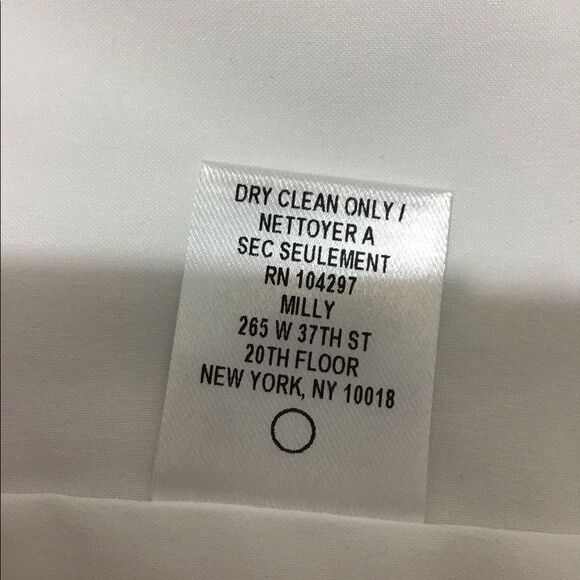 DRY CLEAN ONLY /
NETTOYER A
SEC SEULEMENT
RN 104297
MILLY
265 W 37TH ST
20TH FLOOR
NEW YORK, NY 10018